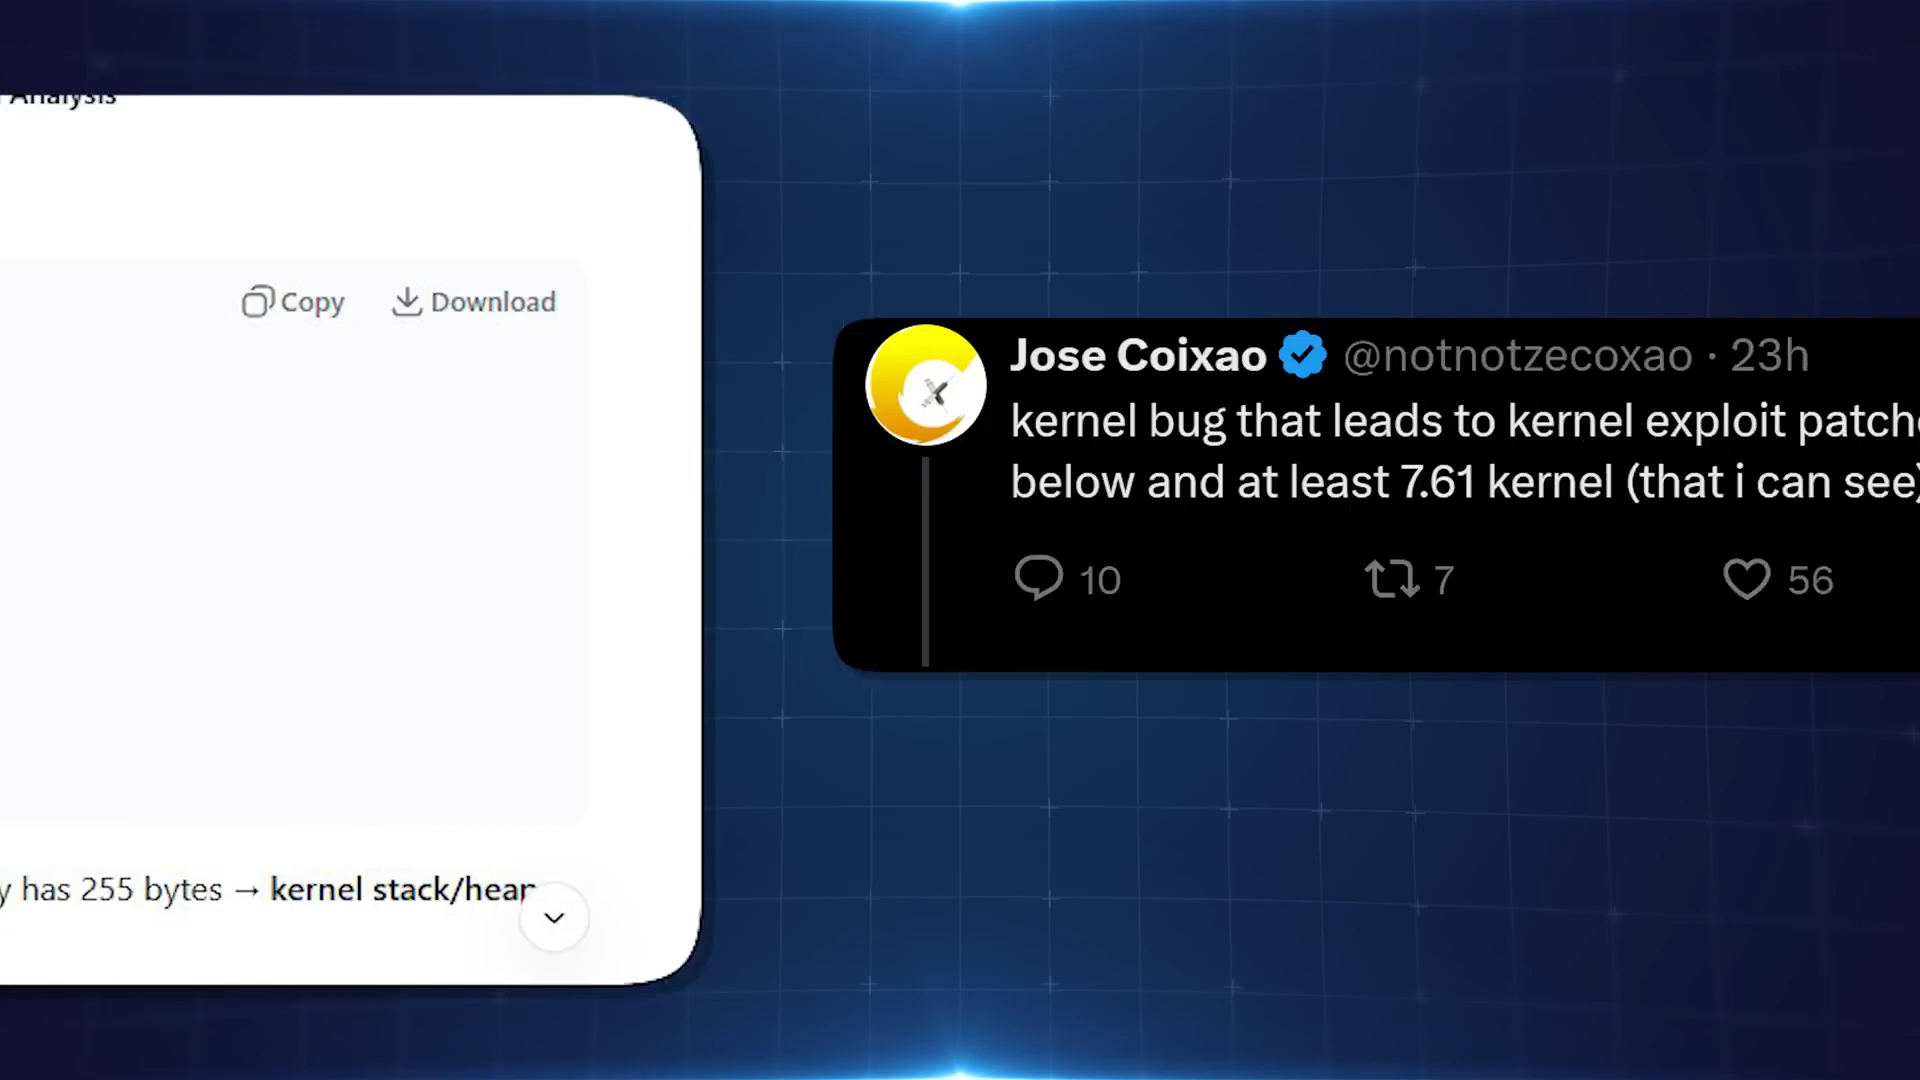 Analysis
Copy
Download
has 255 bytes → kernel stack/heap
Jose Coixao @notnotzecoxao · 23h
kernel bug that leads to kernel exploit
below and at least 7.61 kernel (that i can see)
10
7
56